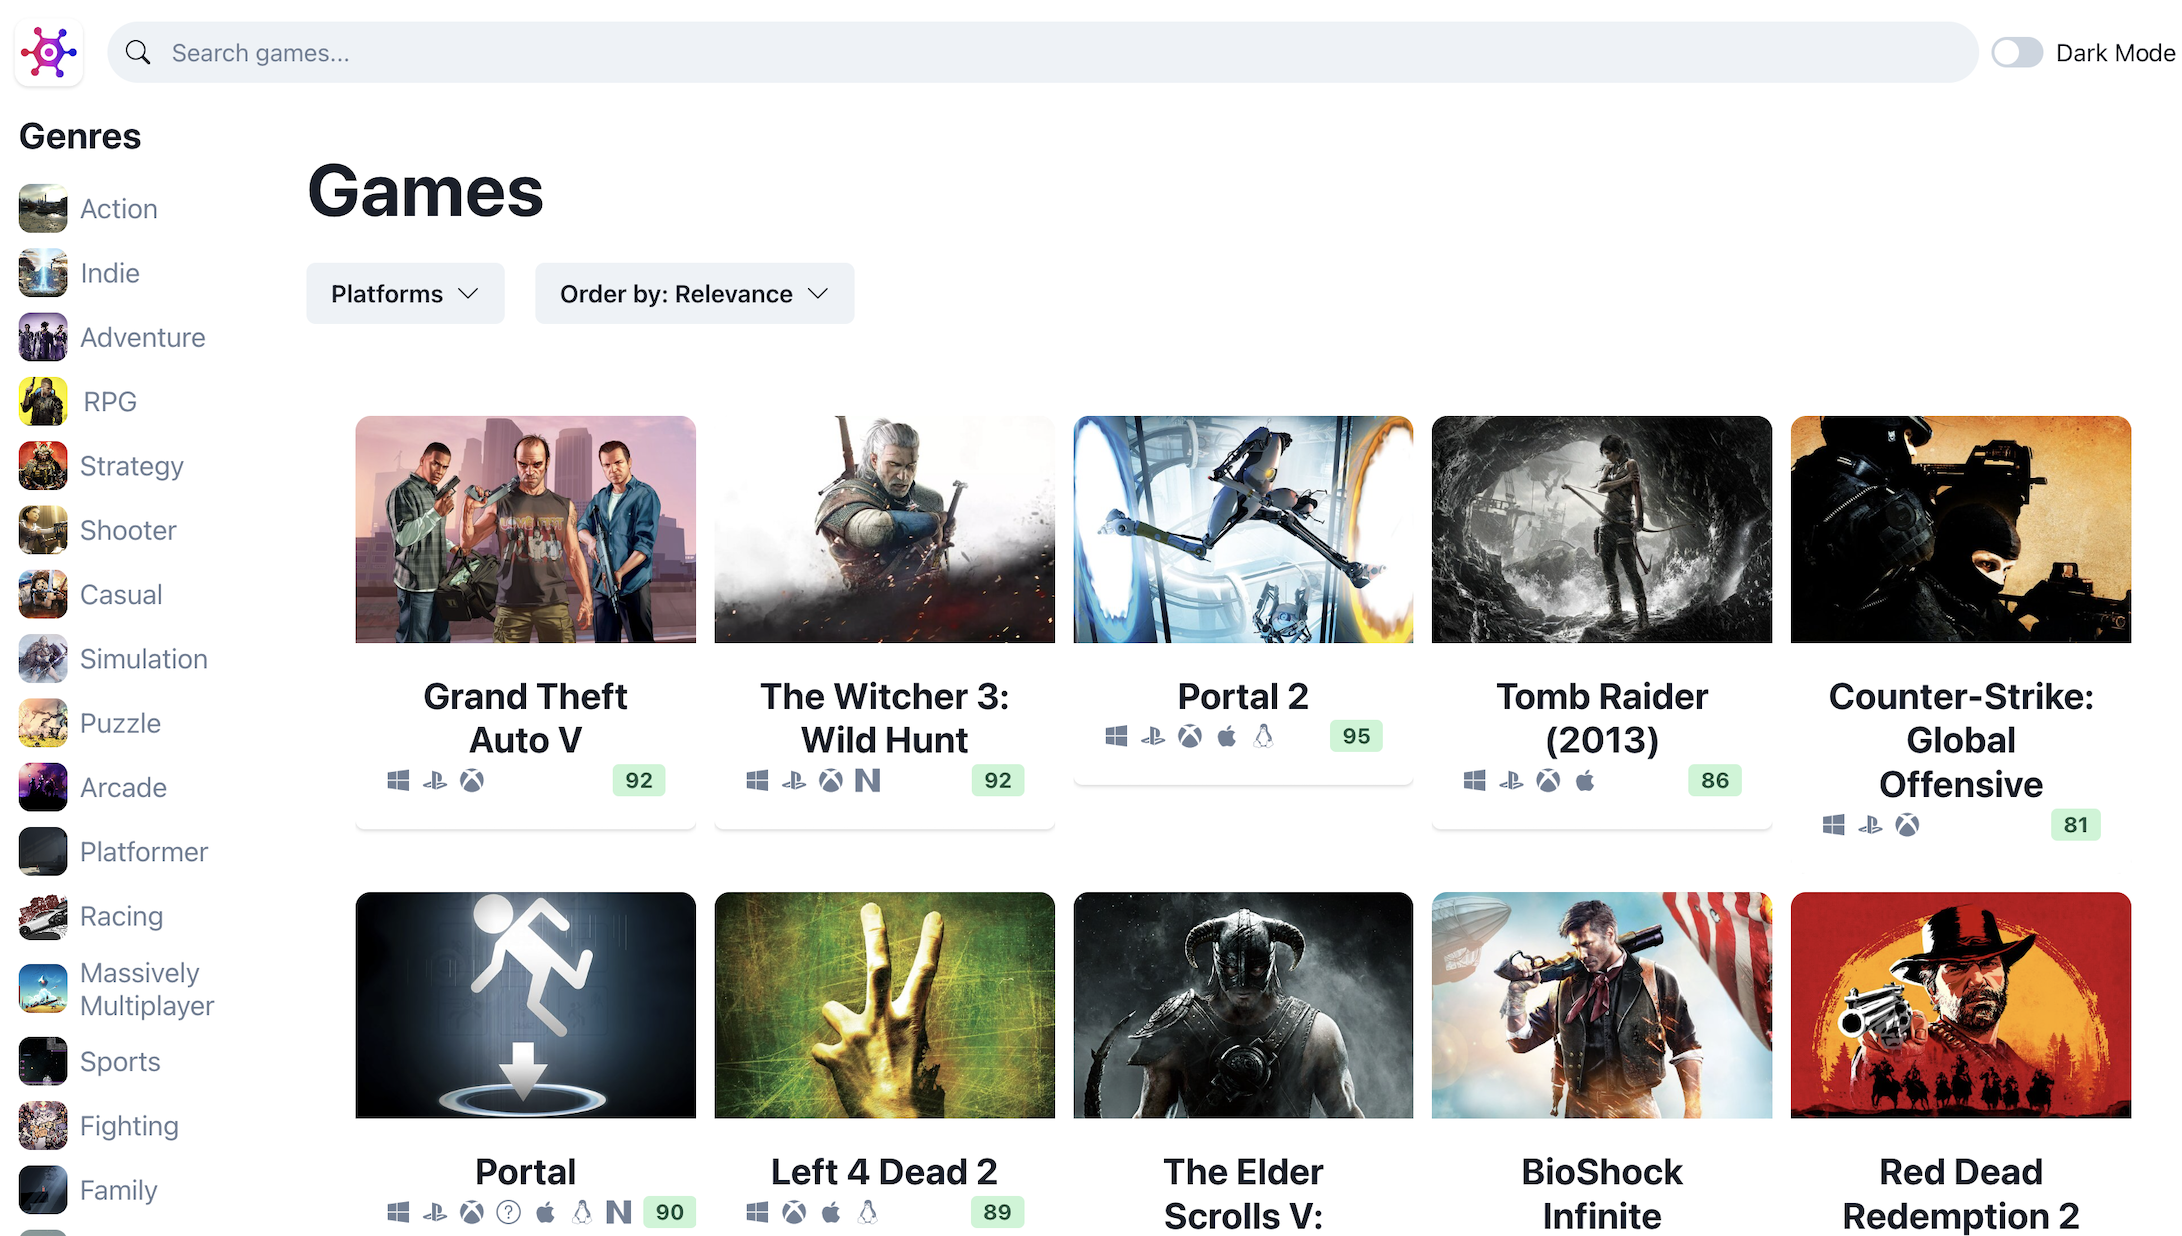 Search games...
Dark Mode
Genres
Action
Indie
Adventure
RPG
Strategy
Shooter
Casual
Simulation
Puzzle
Arcade
Platformer
Racing
Massively
Multiplayer
Sports
Fighting
Family
Games
Platforms
Order by: Relevance
Grand Theft
Auto V
92
The Witcher 3:
Wild Hunt
N
92
Portal 2
95
Tomb Raider
(2013)
86
Counter-Strike:
Global
Offensive
81
Portal
? N
90
Left 4 Dead 2
89
The Elder
Scrolls V:
BioShock
Infinite
Red Dead
Redemption 2